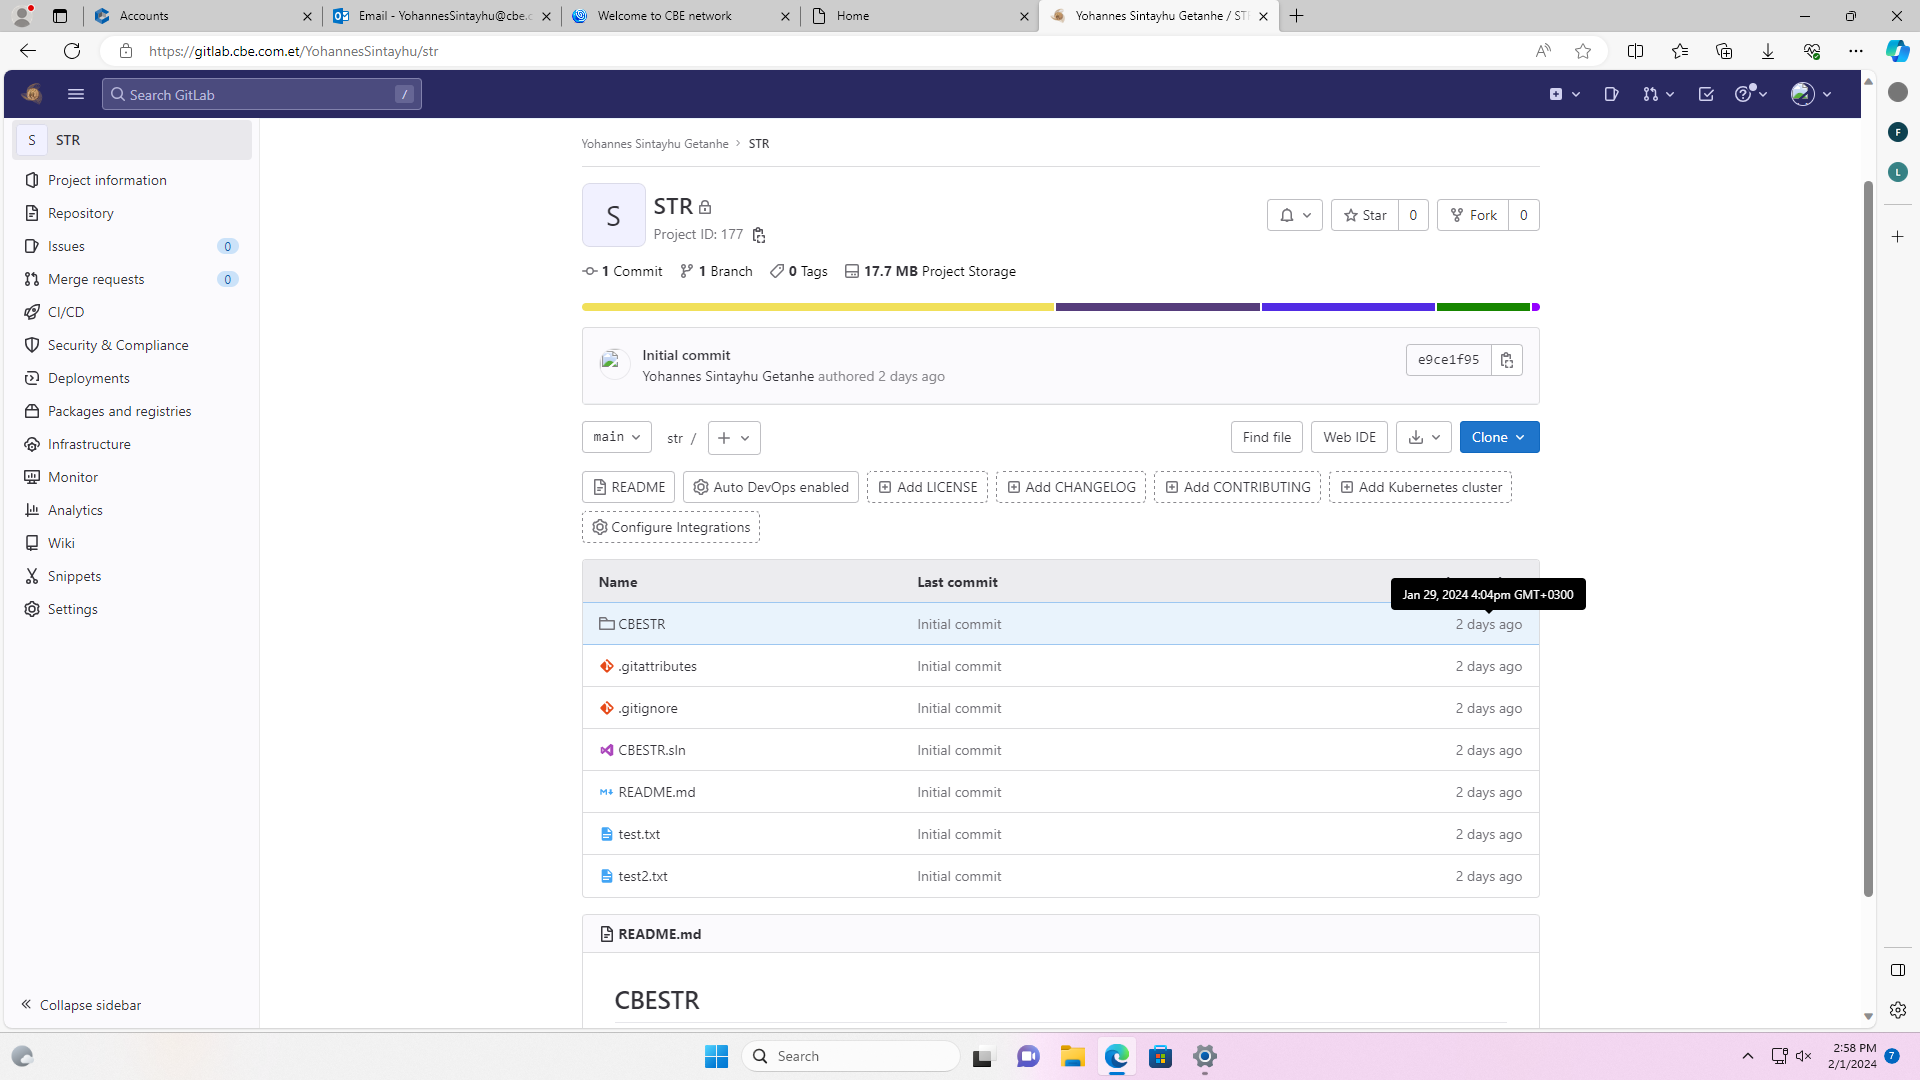 Accounts
Email - YohannesSintayhu@cbe.c
Welcome to CBE network
Home
Yohannes Sintayhu Getanhe / ST
https://gitlab.cbe.com.et/YohannesSintayhu/str
Search GitLab /
S STR
Project information
Repository
Issues 0
Merge requests 0
CI/CD
Security & Compliance
Deployments
Packages and registries
Infrastructure
Monitor
Analytics
Wiki
Snippets
Settings
Collapse sidebar
Yohannes Sintayhu Getanhe > STR
S
STR
Project ID: 177
Star 0
Fork 0
1 Commit 1 Branch 0 Tags 17.7 MB Project Storage
Initial commit
Yohannes Sintayhu Getanhe authored 2 days ago
e9ce1f95
main str / +
Find file Web IDE Clone
README Auto DevOps enabled Add LICENSE Add CHANGELOG Add CONTRIBUTING Add Kubernetes cluster
Configure Integrations
Name Last commit
Jan 29, 2024 4:04pm GMT+0300
CBESTR Initial commit 2 days ago
.gitattributes Initial commit 2 days ago
.gitignore Initial commit 2 days ago
CBESTR.sln Initial commit 2 days ago
README.md Initial commit 2 days ago
test.txt Initial commit 2 days ago
test2.txt Initial commit 2 days ago
README.md
CBESTR
F
L
Search
2:58 PM
2/1/2024
7